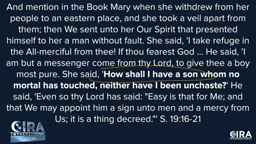 And mention in the Book Mary when she withdrew from her
people to an eastern place, and she took a veil apart from
them; then We sent unto her Our Spirit that presented
himself to her a man without fault. She said, 'I take refuge in
the All-merciful from thee! If thou fearest God ... He said, 'I
am but a messenger come from thy Lord, to give thee a boy
most pure. She said, 'How shall I have a son whom no
mortal has touched, neither have I been unchaste?' He
said, 'Even so thy Lord has said: "Easy is that for Me; and
that We may appoint him a sign unto men and a mercy from
Us; it is a thing decreed."' S. 19:16-21
CIRA
INTERNATIONAL
CIRA